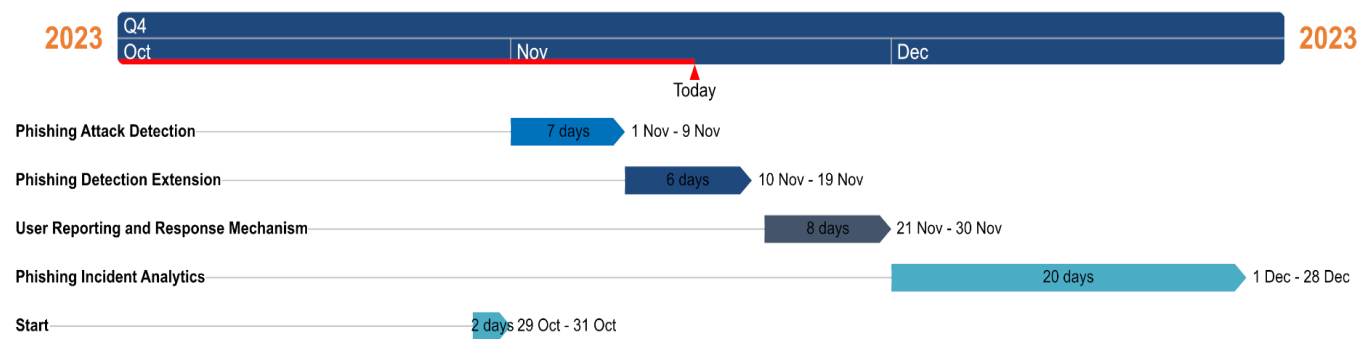 Q4
2023 2023
Oct Nov Dec
Today
Phishing Attack Detection 7 days 1 Nov - 9 Nov
Phishing Detection Extension 6 days 10 Nov - 19 Nov
User Reporting and Response Mechanism 8 days 21 Nov - 30 Nov
Phishing Incident Analytics 20 days 1 Dec - 28 Dec
Start 2 days 29 Oct - 31 Oct